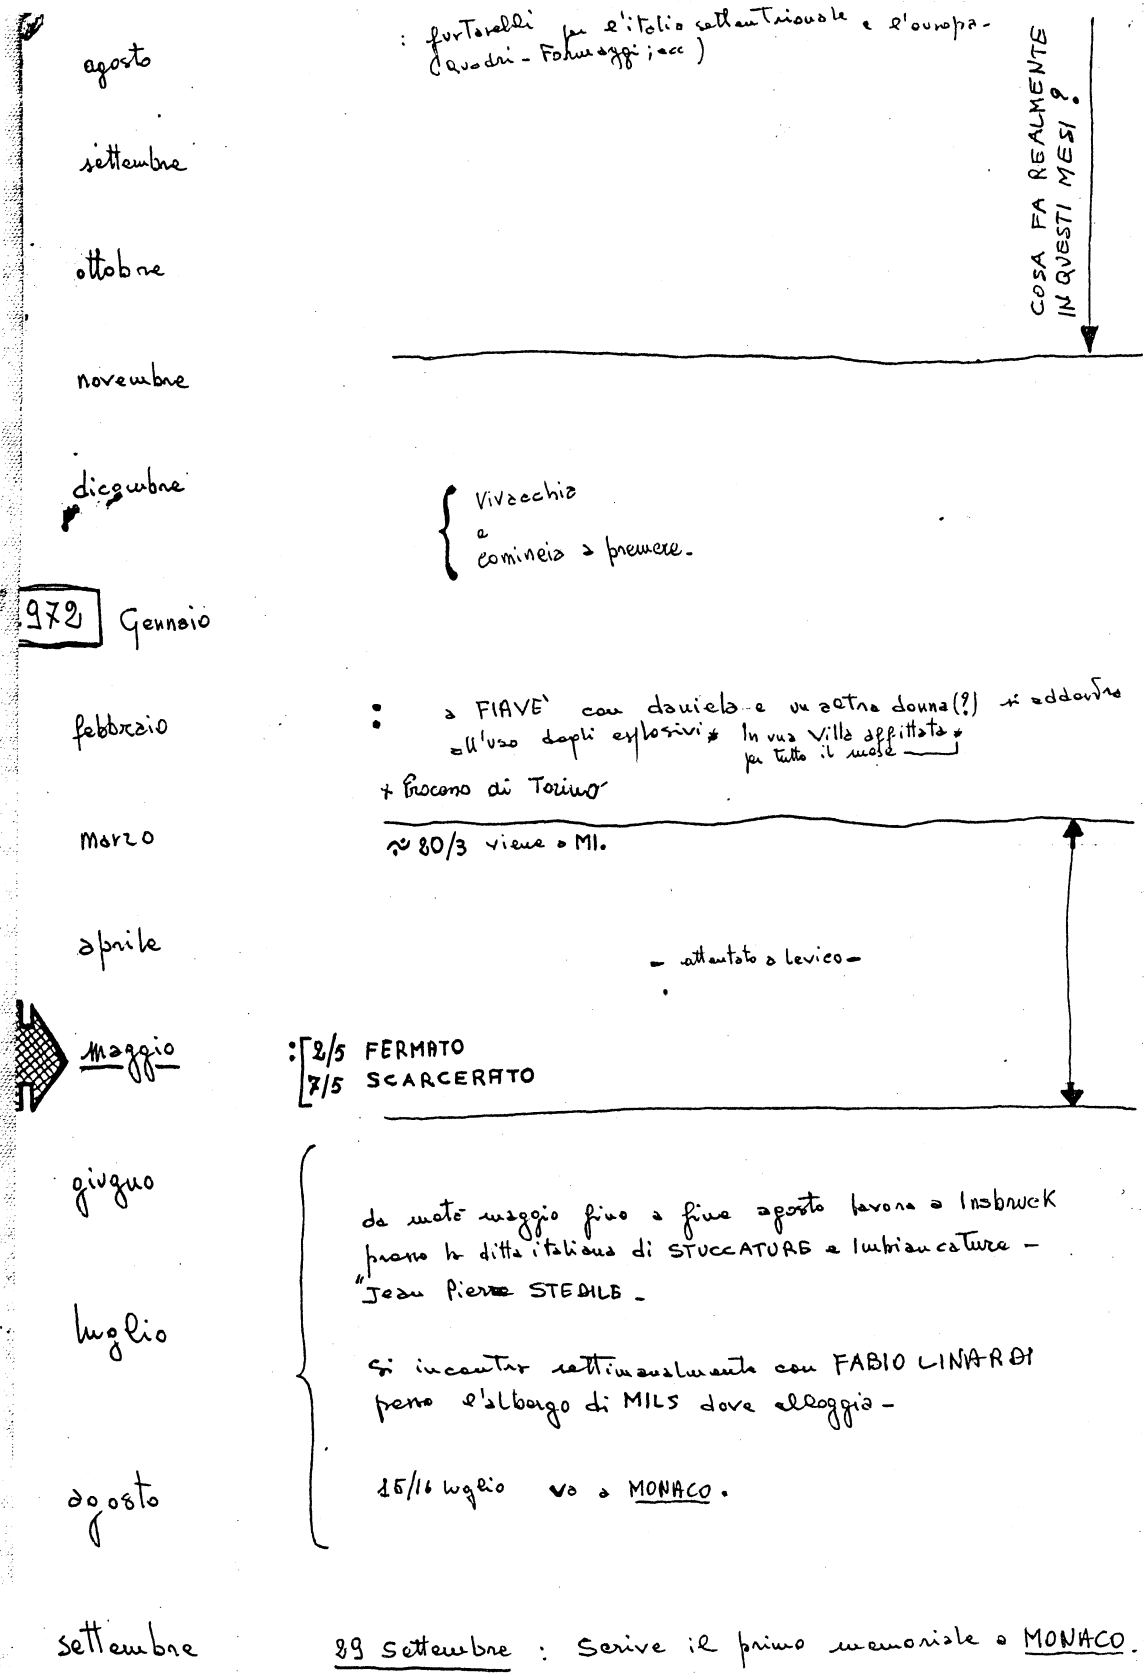 agosto
: furtarelli per l'italia settentrionale e l'europa-
(quadri - Formaggi; ecc)
COSA FA REALMENTE
IN QUESTI MESI?
settembre
ottobre
novembre
dicembre
Vivacchia
e
comincia a premere-
972 Gennaio
febbraio : a FIAVE' con daniela e un altra donna(?) si addestra
all'uso degli esplosivi* In una Villa affittata*
per tutto il mese
+ Processo di Torino
marzo ~ 20/3 viene a MI.
aprile - attentato a Levico-
maggio : 2/5 FERMATO
7/5 SCARCERATO
giugno
da metà maggio fino a fine agosto lavora a Insbruck
presso la ditta italiana di STUCCATURE e Imbiancature -
"Jean Pierre STEDILE -
luglio
si incontra settimanalmente con FABIO LINARDI
presso l'albergo di MILS dove alloggia -
agosto 15/16 luglio va a MONACO.
settembre 29 settembre : Scrive il primo memoriale a MONACO.